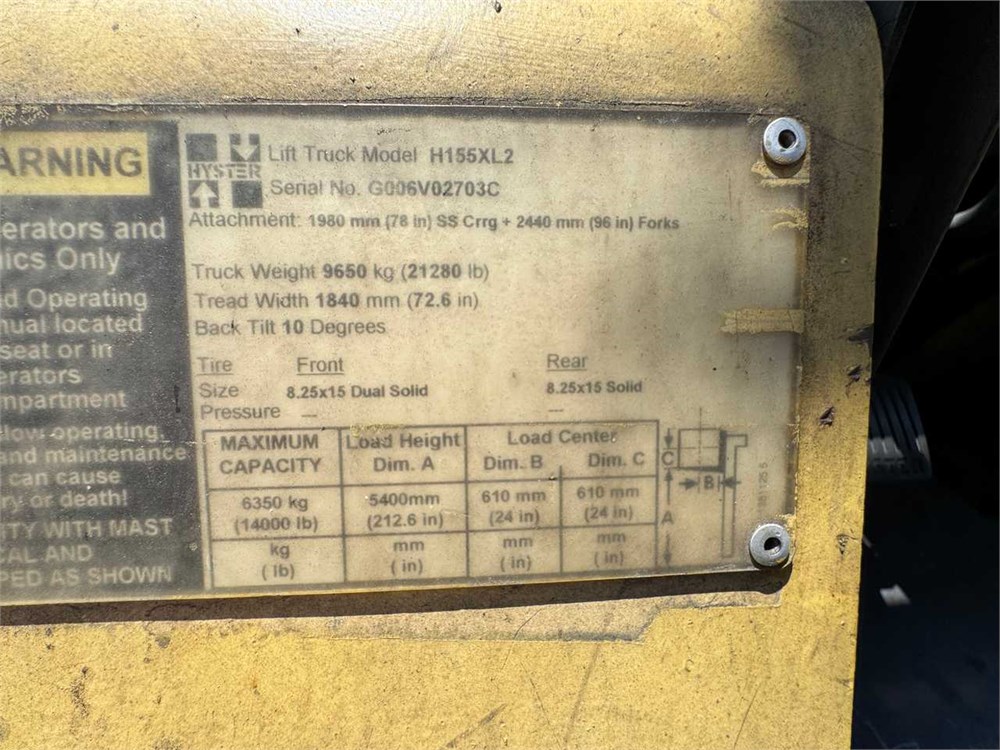 ARNING
erators and
ics Only
d Operating
nual located
seat or in
erators
mpartment
llow operating
and maintenance
can cause
ry or death!
ITY WITH MAST
CAL AND
PED AS SHOWN
HYSTER
Lift Truck Model H155XL2
Serial No. G006V02703C
Attachment: 1980 mm (78 in) SS Crrg + 2440 mm (96 in) Forks
Truck Weight 9650 kg (21280 lb)
Tread Width 1840 mm (72.6 in)
Back Tilt 10 Degrees
Tire Front Rear
Size 8.25x15 Dual Solid 8.25x15 Solid
Pressure — —
MAXIMUM CAPACITY Load Height Dim. A Load Center Dim. B Dim. C
6350 kg 5400mm 610 mm 610 mm
(14000 lb) (212.6 in) (24 in) (24 in)
kg mm mm mm
( lb) ( in) ( in) ( in)
C
B
A